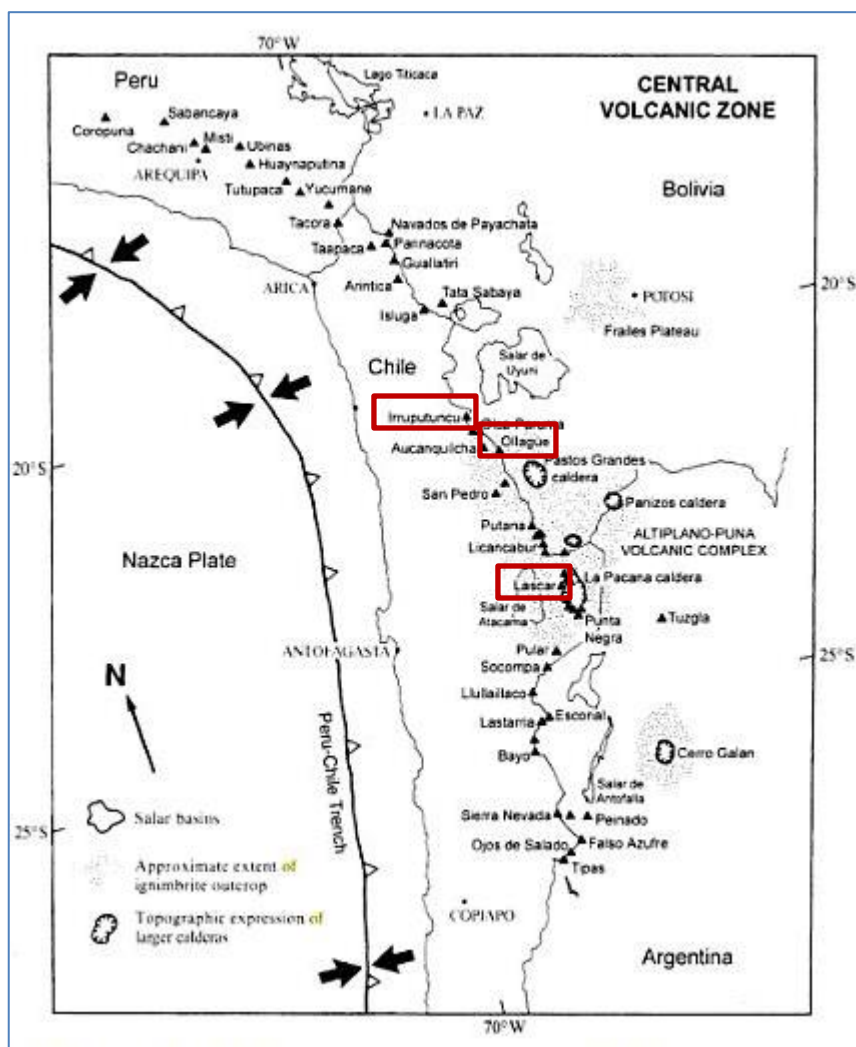 70°W
Peru
Lago Titicaca
CENTRAL
VOLCANIC ZONE
Sabancaya
LA PAZ
Coropuna
Misti
Chachani
Ubinas
AREQUIPA
Huaynaputina
Bolivia
Tutupaca
Yucumane
Tacora
Navados de Payachata
Taapaca
Parinacota
Guallatiri
20°S
ARICA
Arintica
Tata Sabaya
POTOSI
Isluga
Frailes Plateau
Chile
Salar de
Uyuni
Irruputuncu
Aucanquilcha
Ollagüe
20°S
Pastos Grandes
caldera
San Pedro
Panizos caldera
Putana
ALTIPLANO-PUNA
VOLCANIC COMPLEX
Nazca Plate
Licancabur
Lascar
La Pacana caldera
Salar de
Atacama
Punta
Negra
Tuzgla
ANTOFAGASTA
Pular
25°S
Socompa
N
Llullaillaco
Peru-Chile Trench
Lastarria
Esconal
Bayo
Cerro Galan
Salar de
Antofalla
Salar basins
Sierra Nevada
Peinado
25°S
Ojos de Salado
Falso Azufre
Approximate extent of
ignimbrite outcrop
Tipas
Topographic expression of
larger calderas
COPIAPO
Argentina
70°W